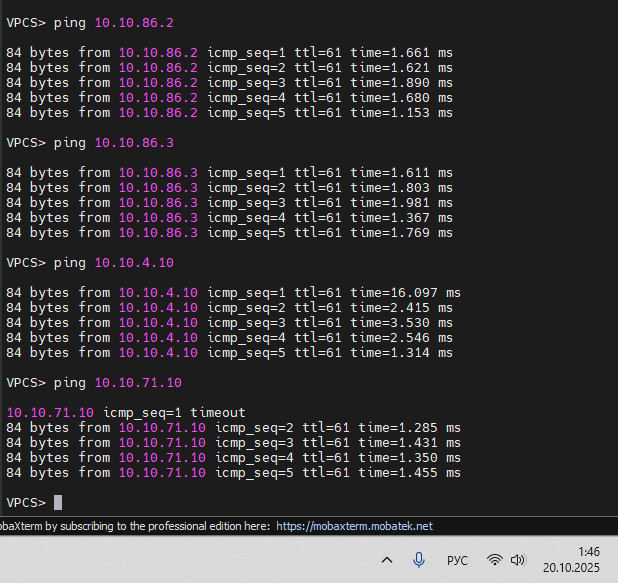 VPCS> ping 10.10.86.2
84 bytes from 10.10.86.2 icmp_seq=1 ttl=61 time=1.661 ms
84 bytes from 10.10.86.2 icmp_seq=2 ttl=61 time=1.621 ms
84 bytes from 10.10.86.2 icmp_seq=3 ttl=61 time=1.890 ms
84 bytes from 10.10.86.2 icmp_seq=4 ttl=61 time=1.680 ms
84 bytes from 10.10.86.2 icmp_seq=5 ttl=61 time=1.153 ms
VPCS> ping 10.10.86.3
84 bytes from 10.10.86.3 icmp_seq=1 ttl=61 time=1.611 ms
84 bytes from 10.10.86.3 icmp_seq=2 ttl=61 time=1.803 ms
84 bytes from 10.10.86.3 icmp_seq=3 ttl=61 time=1.981 ms
84 bytes from 10.10.86.3 icmp_seq=4 ttl=61 time=1.367 ms
84 bytes from 10.10.86.3 icmp_seq=5 ttl=61 time=1.769 ms
VPCS> ping 10.10.4.10
84 bytes from 10.10.4.10 icmp_seq=1 ttl=61 time=16.097 ms
84 bytes from 10.10.4.10 icmp_seq=2 ttl=61 time=2.415 ms
84 bytes from 10.10.4.10 icmp_seq=3 ttl=61 time=3.530 ms
84 bytes from 10.10.4.10 icmp_seq=4 ttl=61 time=2.546 ms
84 bytes from 10.10.4.10 icmp_seq=5 ttl=61 time=1.314 ms
VPCS> ping 10.10.71.10
10.10.71.10 icmp_seq=1 timeout
84 bytes from 10.10.71.10 icmp_seq=2 ttl=61 time=1.285 ms
84 bytes from 10.10.71.10 icmp_seq=3 ttl=61 time=1.431 ms
84 bytes from 10.10.71.10 icmp_seq=4 ttl=61 time=1.350 ms
84 bytes from 10.10.71.10 icmp_seq=5 ttl=61 time=1.455 ms
VPCS>
obaXterm by subscribing to the professional edition here: https://mobaxterm.mobatek.net
РУС
1:46
20.10.2025